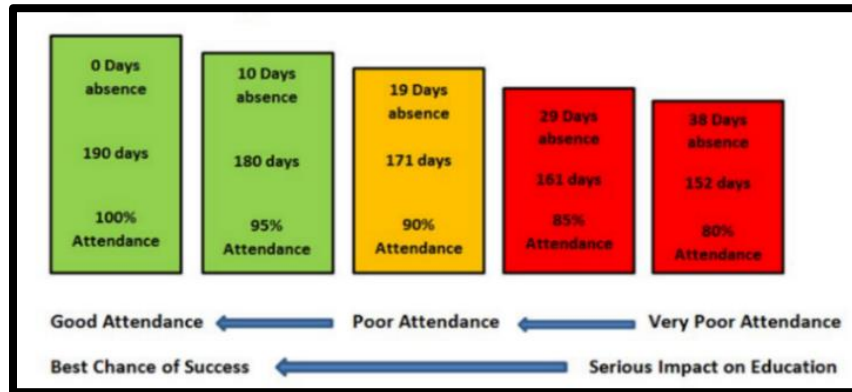 0 Days
absence
190 days
100%
Attendance
10 Days
absence
180 days
95%
Attendance
19 Days
absence
171 days
90%
Attendance
29 Days
absence
161 days
85%
Attendance
38 Days
absence
152 days
80%
Attendance
Good Attendance Poor Attendance Very Poor Attendance
Best Chance of Success Serious Impact on Education